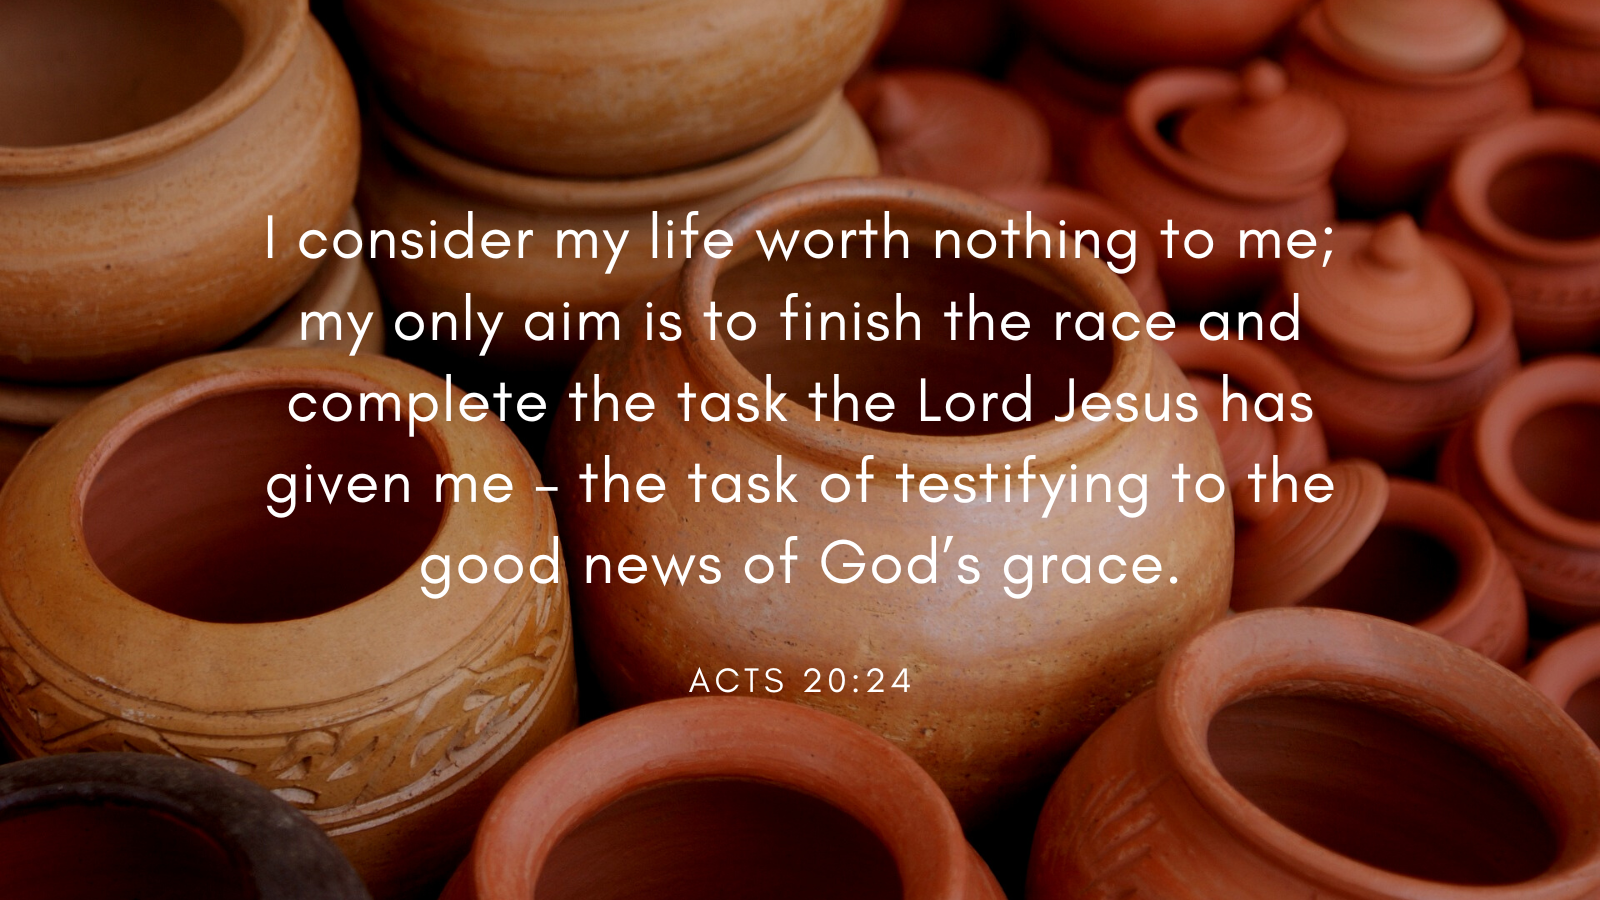 I consider my life worth nothing to me;
my only aim is to finish the race and
complete the task the Lord Jesus has
given me – the task of testifying to the
good news of God’s grace.
ACTS 20:24